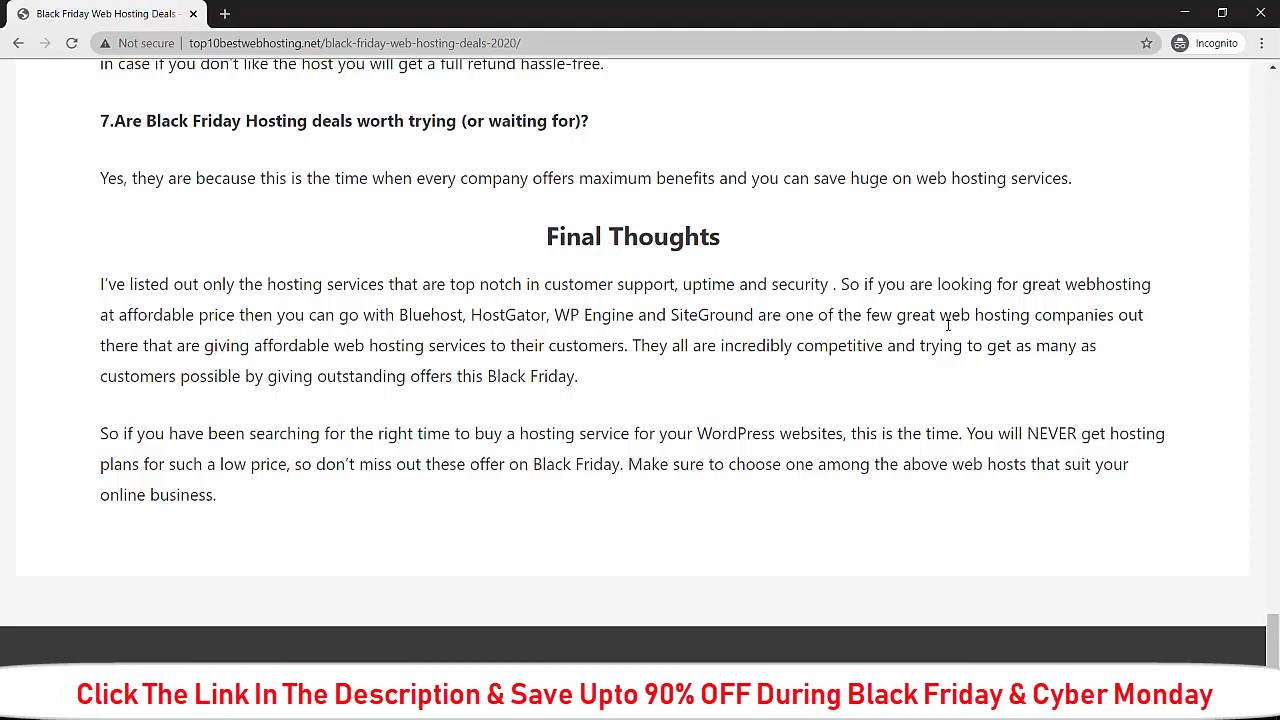 Black Friday Web Hosting Deals -
Not secure | top10bestwebhosting.net/black-friday-web-hosting-deals-2020/
Incognito
in case if you don't like the host you will get a full refund hassle-free.
7.Are Black Friday Hosting deals worth trying (or waiting for)?
Yes, they are because this is the time when every company offers maximum benefits and you can save huge on web hosting services.
Final Thoughts
I've listed out only the hosting services that are top notch in customer support, uptime and security . So if you are looking for great webhosting
at affordable price then you can go with Bluehost, HostGator, WP Engine and SiteGround are one of the few great web hosting companies out
there that are giving affordable web hosting services to their customers. They all are incredibly competitive and trying to get as many as
customers possible by giving outstanding offers this Black Friday.
So if you have been searching for the right time to buy a hosting service for your WordPress websites, this is the time. You will NEVER get hosting
plans for such a low price, so don't miss out these offer on Black Friday. Make sure to choose one among the above web hosts that suit your
online business.
Click The Link In The Description & Save Upto 90% OFF During Black Friday & Cyber Monday